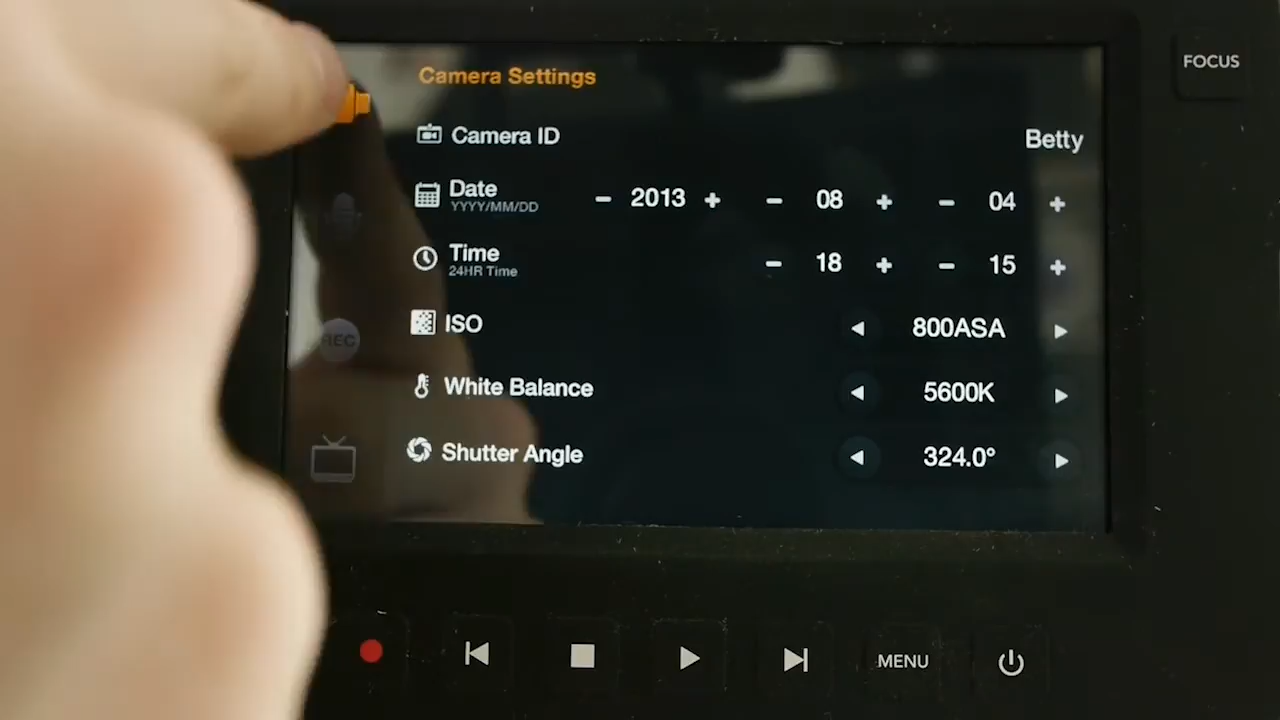 FOCUS
Camera Settings
Camera ID Betty
Date - 2013 + - 08 + - 04 +
YYYY/MM/DD
Time - 18 + - 15 +
24HR Time
ISO 800ASA
REC
White Balance 5600K
Shutter Angle 324.0°
MENU